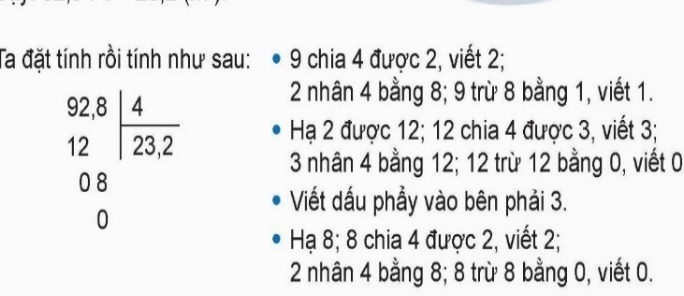 Ta đặt tính rồi tính như sau:
92,8 | 4
12 | 23,2
0 8
0
• 9 chia 4 được 2, viết 2;
2 nhân 4 bằng 8; 9 trừ 8 bằng 1, viết 1.
• Hạ 2 được 12; 12 chia 4 được 3, viết 3;
3 nhân 4 bằng 12; 12 trừ 12 bằng 0, viết 0
• Viết dấu phẩy vào bên phải 3.
• Hạ 8; 8 chia 4 được 2, viết 2;
2 nhân 4 bằng 8; 8 trừ 8 bằng 0, viết 0.